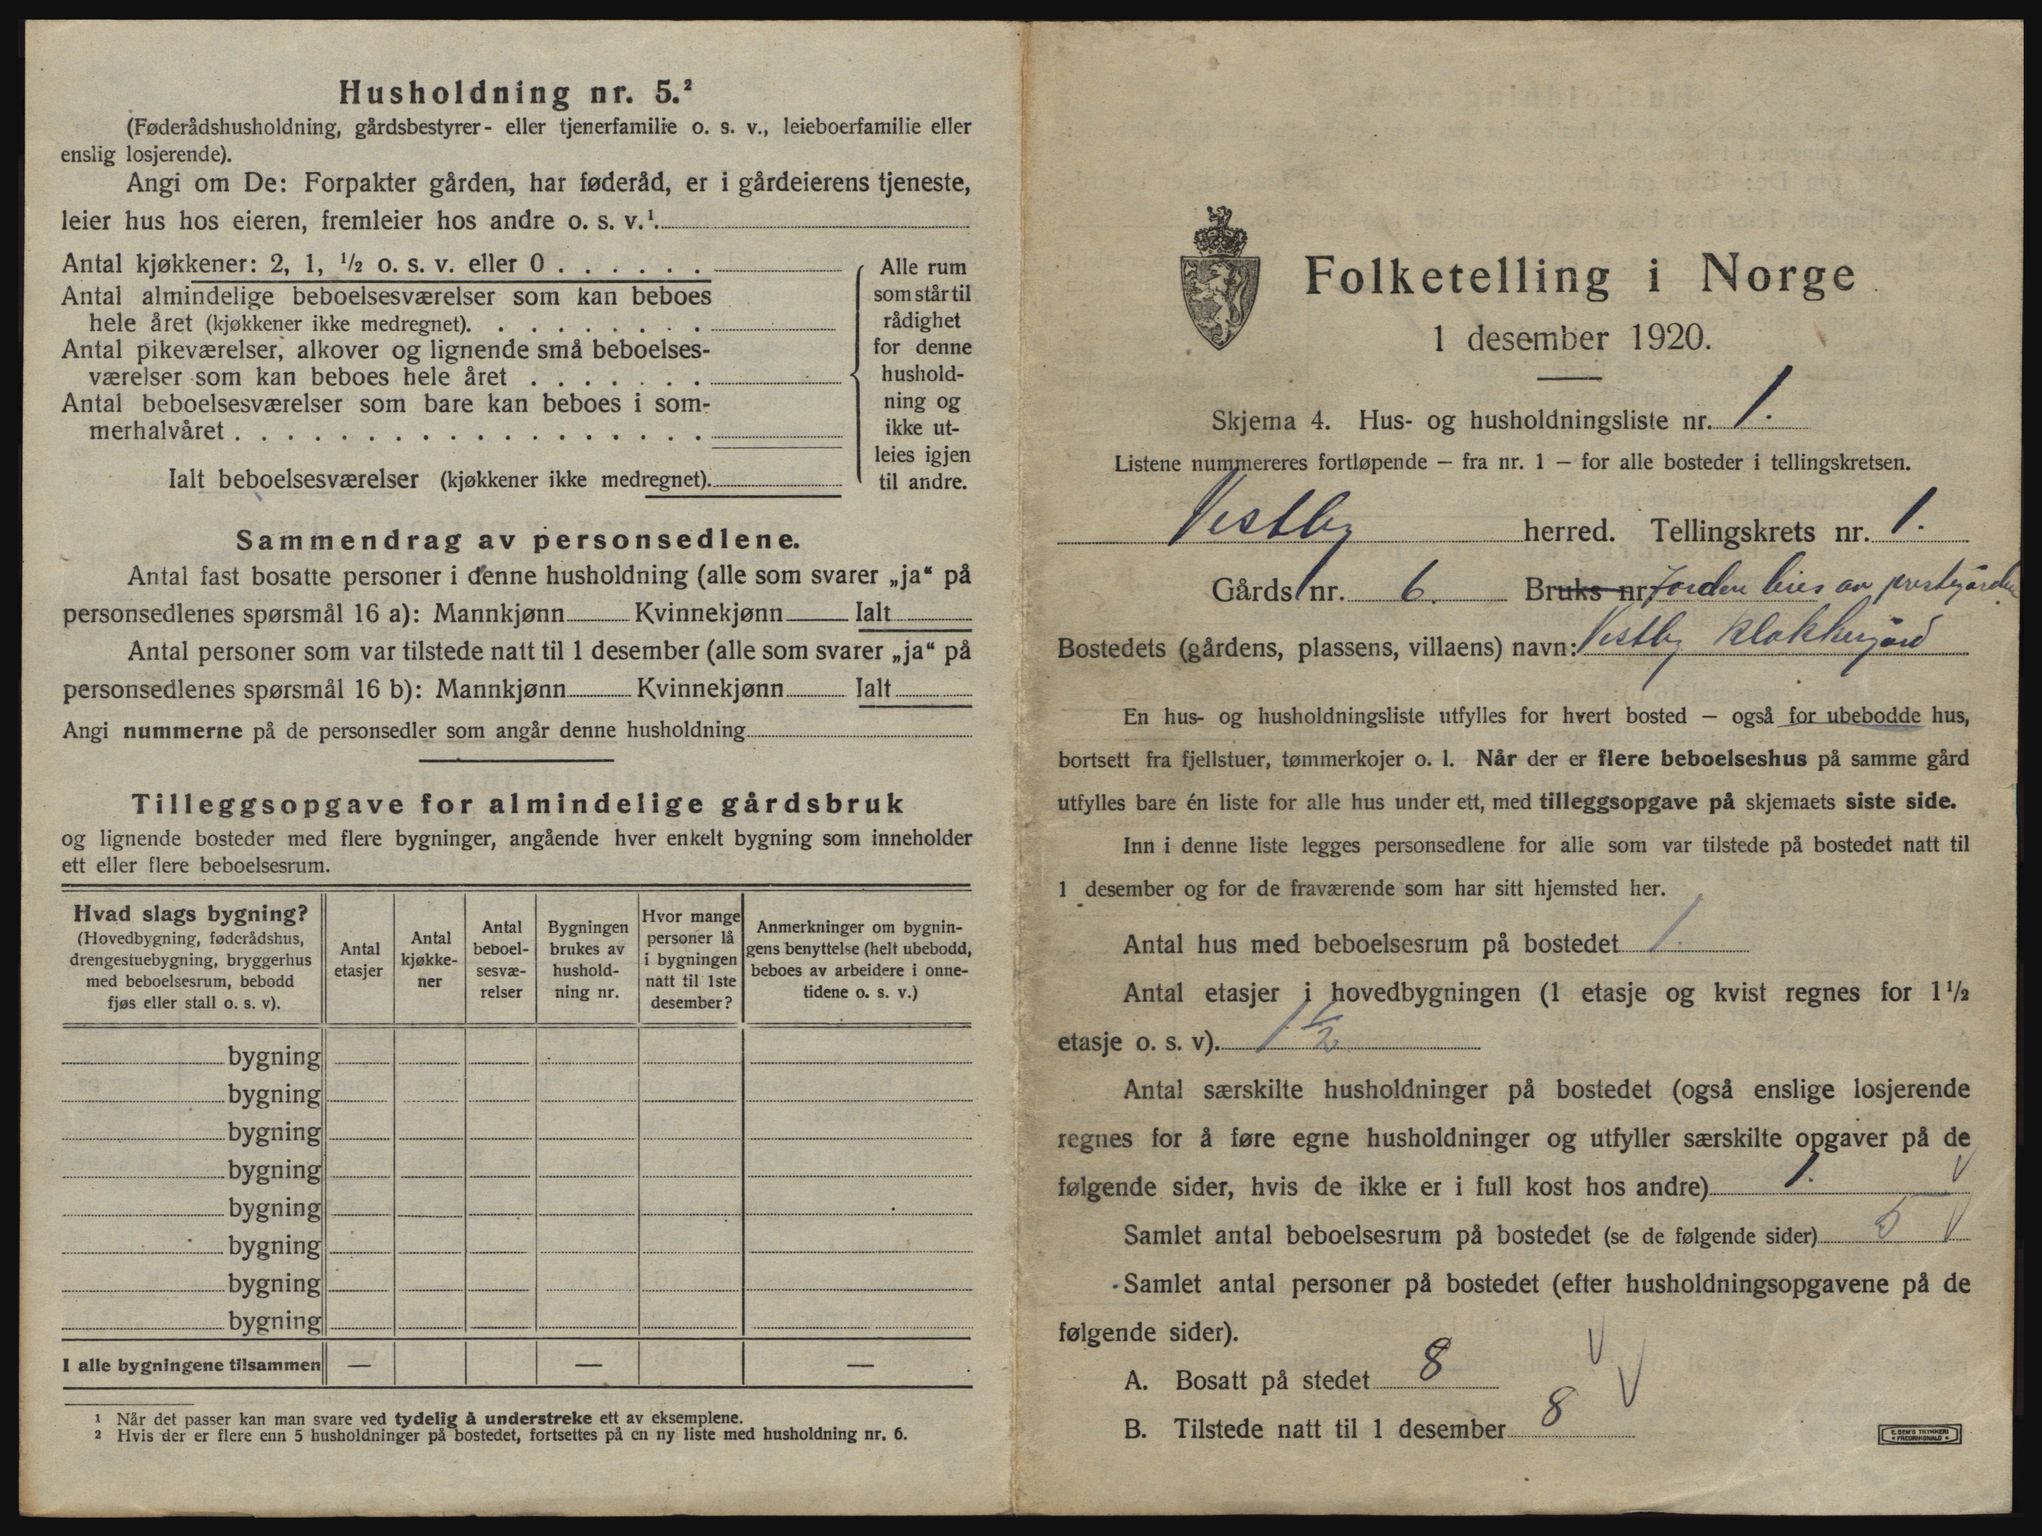 Husholdning nr. 5.²
(Føderådshusholdning, gårdsbestyrer- eller tjenerfamilie o. s. v., leieboerfamilie eller
enslig losjerende).
Angi om De: Forpakter gården, har føderåd, er i gårdeierens tjeneste,
leier hus hos eieren, fremleier hos andre o. s. v.¹
Antal kjøkkener: 2, 1, ½ o. s. v. eller 0 . . . . . .
Antal almindelige beboelsesværelser som kan beboes
hele året (kjøkkener ikke medregnet). . . . . . . . .
Antal pikeværelser, alkover og lignende små beboelses-
værelser som kan beboes hele året . . . . . . .
Antal beboelsesværelser som bare kan beboes i som-
merhalvåret . . . . . . . . . . . . . . . . . .
Ialt beboelsesværelser (kjøkkener ikke medregnet).
Alle rum
som står til
rådighet
for denne
hushold-
ning og
ikke ut-
leies igjen
til andre.
Sammendrag av personsedlene.
Antal fast bosatte personer i denne husholdning (alle som svarer „ja“ på
personsedlenes spørsmål 16 a): Mannkjønn Kvinnekjønn Ialt
Antal personer som var tilstede natt til 1 desember (alle som svarer „ja“ på
personsedlenes spørsmål 16 b): Mannkjønn Kvinnekjønn Ialt
Angi nummerne på de personsedler som angår denne husholdning
Tilleggsopgave for almindelige gårdsbruk
og lignende bosteder med flere bygninger, angående hver enkelt bygning som inneholder
ett eller flere beboelsesrum.
Hvad slags bygning?
(Hovedbygning, føderådshus,
drengestuebygning, bryggerhus
med beboelsesrum, bebodd
fjøs eller stall o. s. v).
Antal
etasjer
Antal
kjøkke-
ner
Antal
beboel-
sesvæ-
relser
Bygningen
brukes av
hushold-
ning nr.
Hvor mange
personer lå
i bygningen
natt til 1ste
desember?
Anmerkninger om bygnin-
gens benyttelse (helt ubebodd,
beboes av arbeidere i onne-
tidene o. s. v.)
bygning
bygning
bygning
bygning
bygning
bygning
bygning
bygning
I alle bygningene tilsammen — — —
¹ Når det passer kan man svare ved tydelig å understreke ett av eksemplene.
² Hvis der er flere enn 5 husholdninger på bostedet, fortsettes på en ny liste med husholdning nr. 6.
Folketelling i Norge
1 desember 1920.
Skjema 4. Hus- og husholdningsliste nr. 1.
Listene nummereres fortløpende – fra nr. 1 – for alle bosteder i tellingskretsen.
Vestby herred. Tellingskrets nr. 1.
Gårds nr. 6. Bruks nr. Jorden leies av prestegården
Bostedets (gårdens, plassens, villaens) navn: Vestby klokkergård
En hus- og husholdningsliste utfylles for hvert bosted – også for ubebodde hus,
bortsett fra fjellstuer, tømmerkojer o. l. Når der er flere beboelseshus på samme gård
utfylles bare én liste for alle hus under ett, med tilleggsopgave på skjemaets siste side.
Inn i denne liste legges personsedlene for alle som var tilstede på bostedet natt til
1 desember og for de fraværende som har sitt hjemsted her.
Antal hus med beboelsesrum på bostedet 1.
Antal etasjer i hovedbygningen (1 etasje og kvist regnes for 1½
etasje o. s. v). 1½
Antal særskilte husholdninger på bostedet (også enslige losjerende
regnes for å føre egne husholdninger og utfyller særskilte opgaver på de
følgende sider, hvis de ikke er i full kost hos andre) 1. V
Samlet antal beboelsesrum på bostedet (se de følgende sider) 5 V
Samlet antal personer på bostedet (efter husholdningsopgavene på de
følgende sider).
A. Bosatt på stedet 8 V
B. Tilstede natt til 1 desember 8 V
E. SEM'S TRYKKERI
FREDRIKSHALD